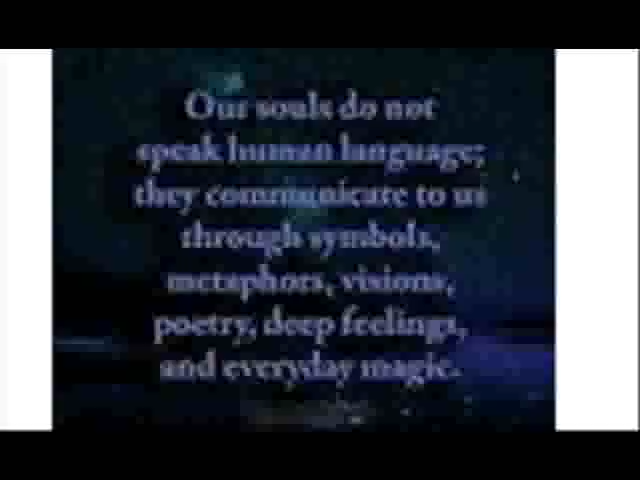 Our souls do not
speak human language;
they communicate to us
through symbols,
metaphors, visions,
poetry, deep feelings,
and everyday magic.